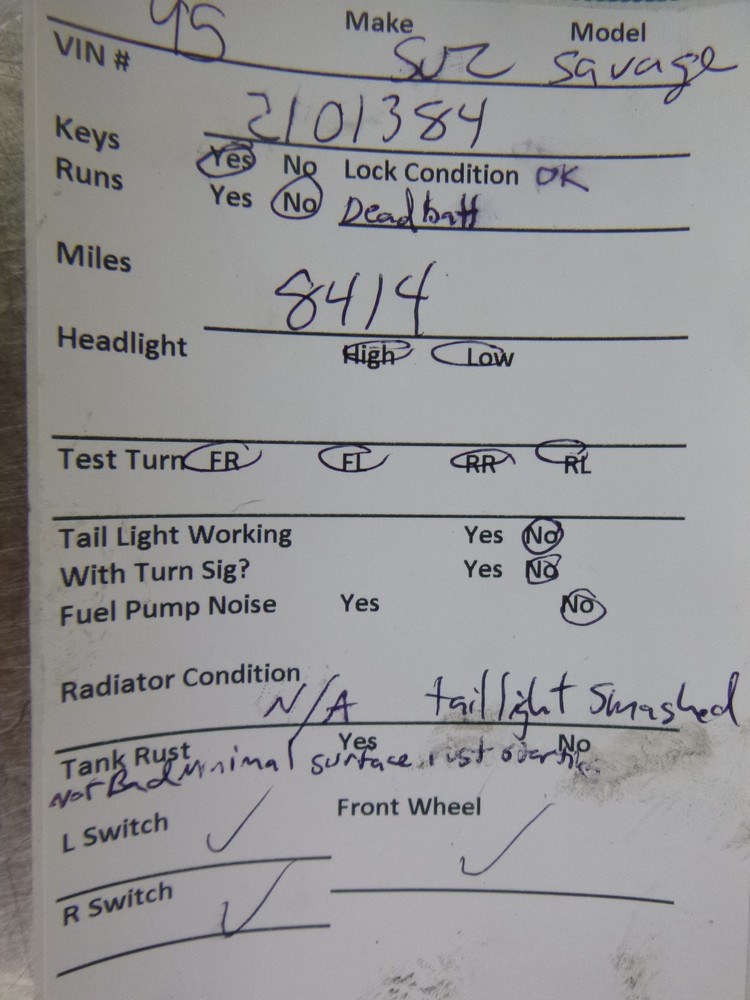 95 Make SUZ Model Savage
VIN # 2101384
Keys Yes No Lock Condition OK
Runs Yes No Dead batt
Miles 8414
Headlight High Low
Test Turn FR FL RR RL
Tail Light Working Yes No
With Turn Sig? Yes No
Fuel Pump Noise Yes No
Radiator Condition N/A taillight smashed
Tank Rust Yes No
Not Bad minimal surface rust
L Switch ✓ Front Wheel ✓
R Switch ✓